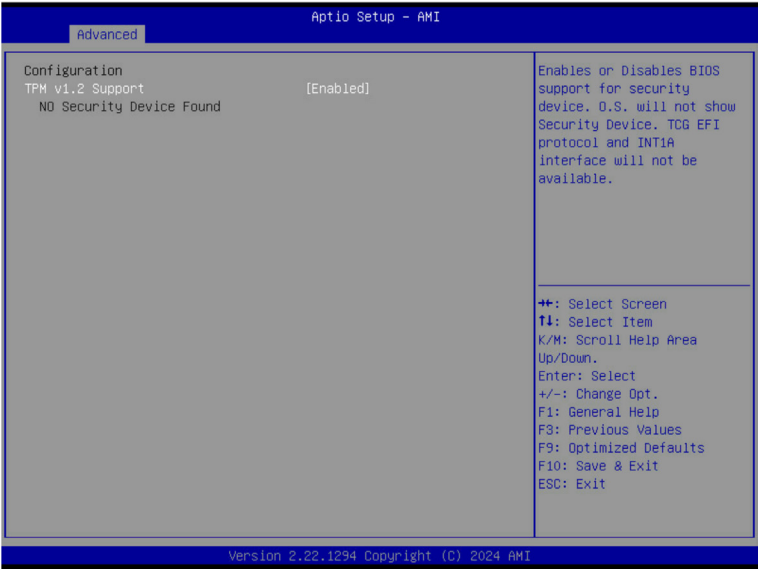 Aptio Setup – AMI
Advanced
Configuration
TPM v1.2 Support [Enabled]
NO Security Device Found
Enables or Disables BIOS
support for security
device. O.S. will not show
Security Device. TCG EFI
protocol and INT1A
interface will not be
available.
→←: Select Screen
↑↓: Select Item
K/M: Scroll Help Area
Up/Down.
Enter: Select
+/-: Change Opt.
F1: General Help
F3: Previous Values
F9: Optimized Defaults
F10: Save & Exit
ESC: Exit
Version 2.22.1294 Copyright (C) 2024 AMI